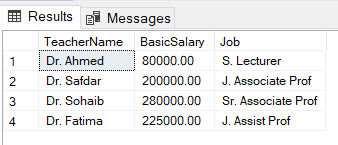 Results Messages
TeacherName BasicSalary Job
1 Dr. Ahmed 80000.00 S. Lecturer
2 Dr. Safdar 200000.00 J. Associate Prof
3 Dr. Sohaib 280000.00 Sr. Associate Prof
4 Dr. Fatima 225000.00 J. Assist Prof